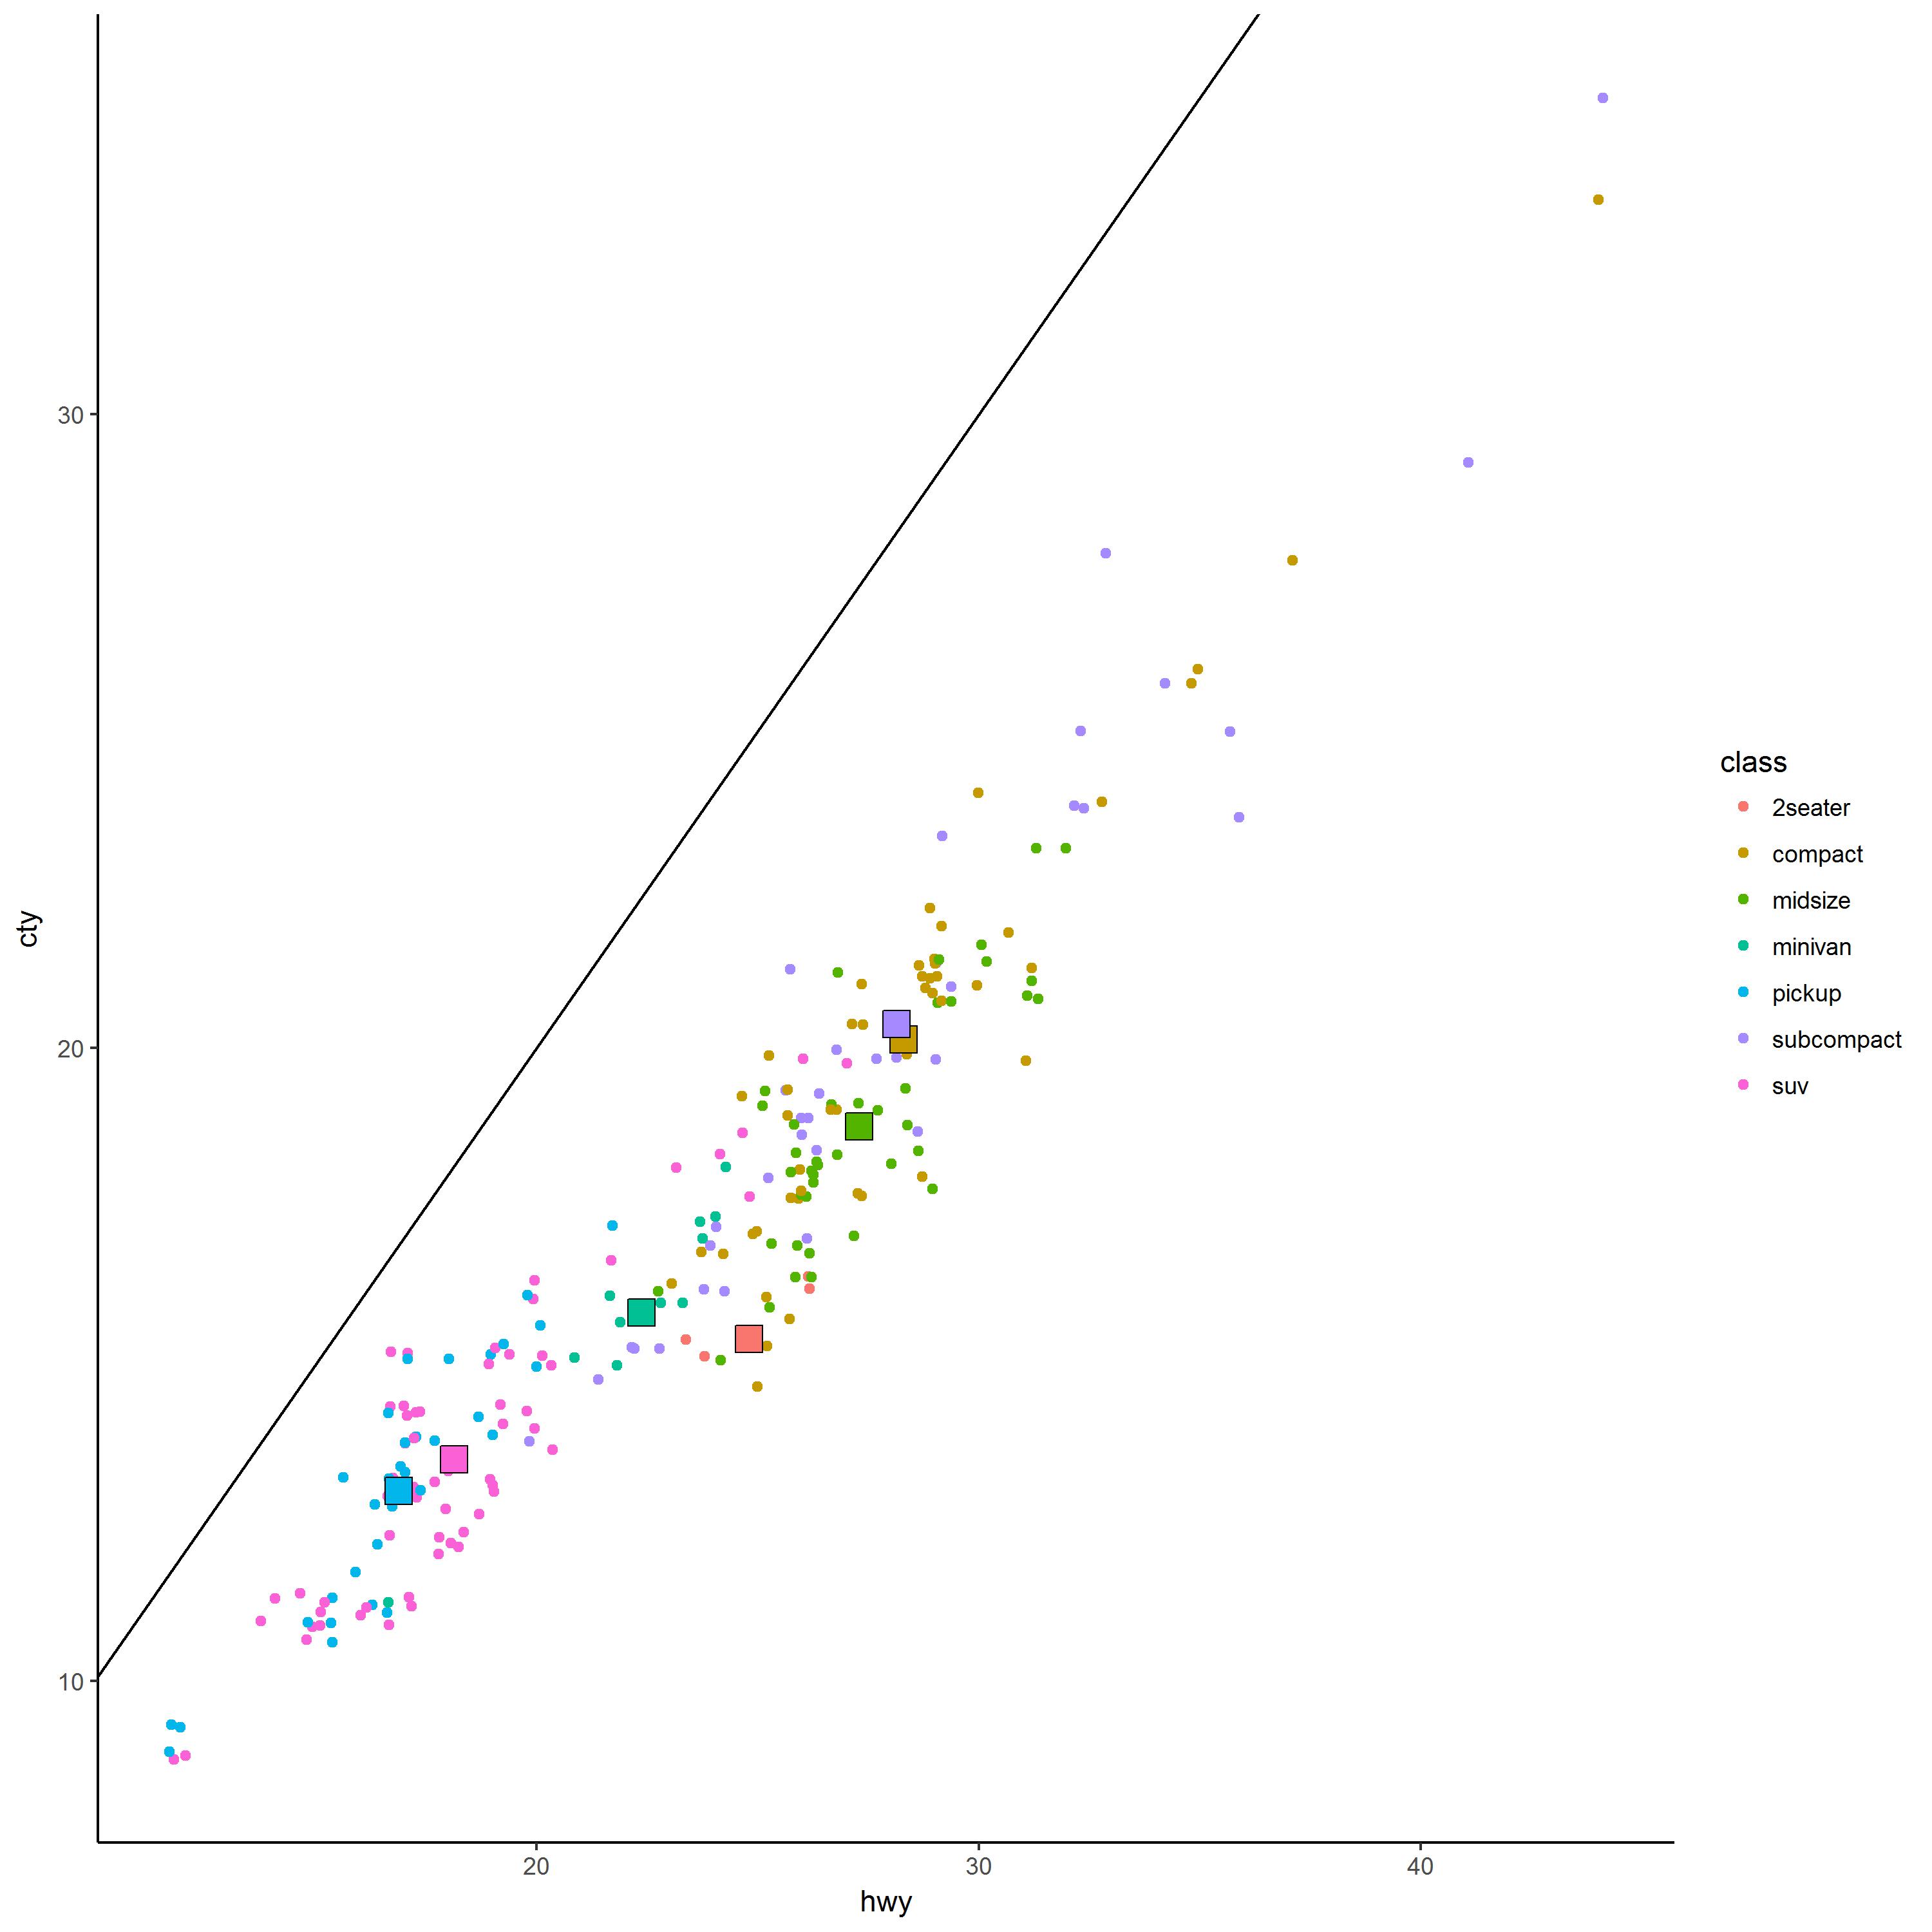 30
20
10
cty
20 30 40
hwy
class
2seater
compact
midsize
minivan
pickup
subcompact
suv